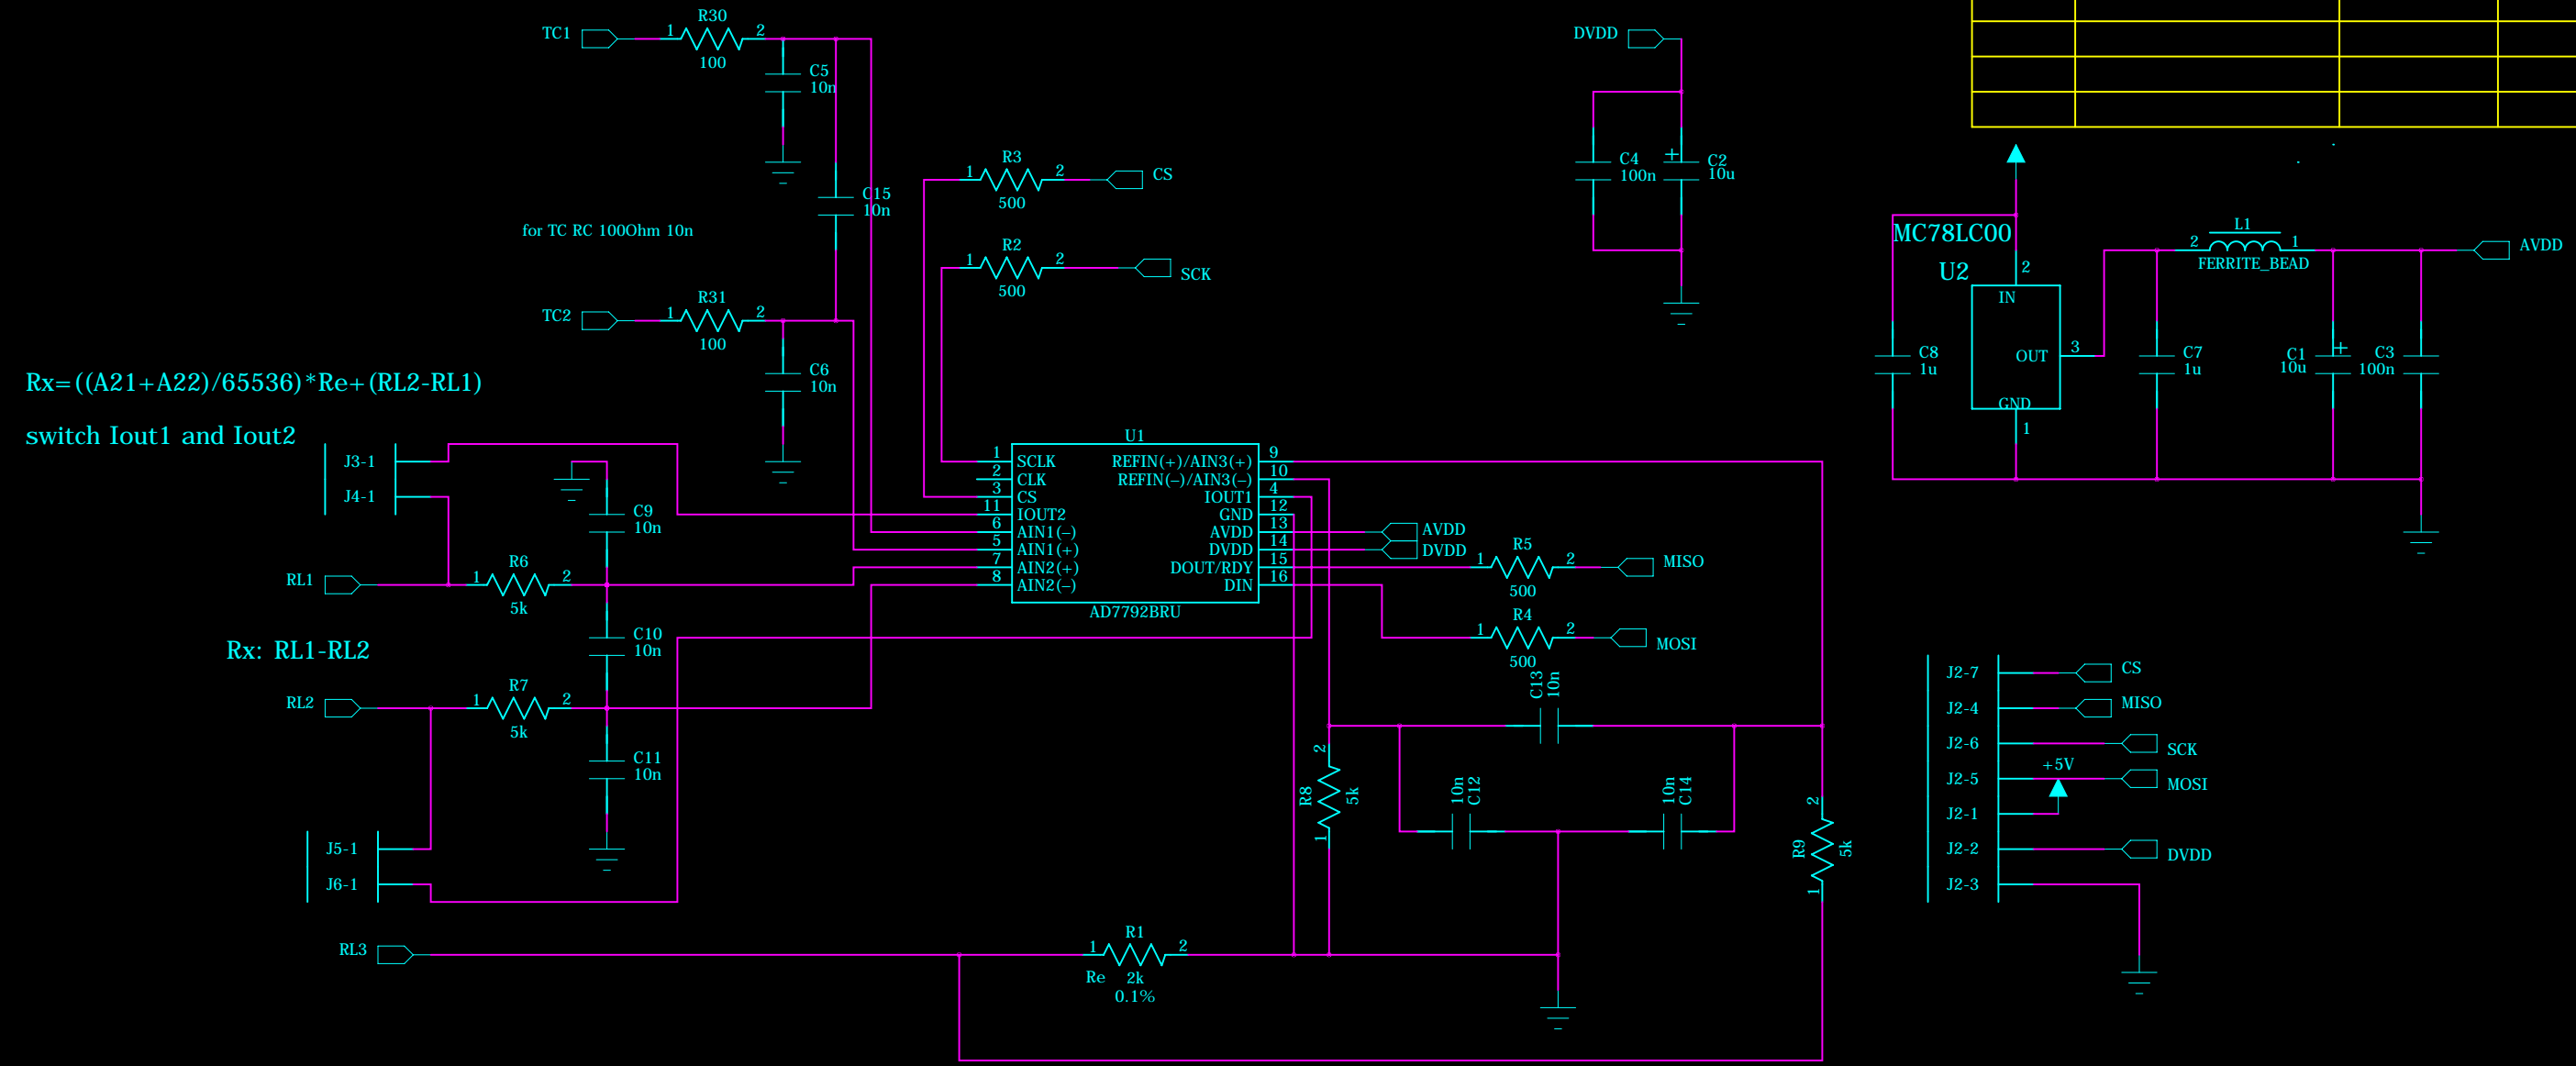 R30
TC1
1
2
100
C5
10n
C15
10n
for TC RC 100Ohm 10n
R31
TC2
1
2
100
C6
10n
R3
1
2
CS
500
R2
1
2
SCK
500
DVDD
C4
100n
+
C2
10u
MC78LC00
U2
2
IN
OUT
3
GND
1
C8
1u
C7
1u
L1
2
1
FERRITE_BEAD
AVDD
C1
10u
+
C3
100n
Rx=((A21+A22)/65536)*Re+(RL2-RL1)
switch Iout1 and Iout2
J3-1
J4-1
C9
10n
RL1
R6
1
2
5k
C10
10n
Rx: RL1-RL2
RL2
R7
1
2
5k
C11
10n
J5-1
J6-1
RL3
U1
1
SCLK
2
CLK
3
CS
11
IOUT2
6
AIN1(–)
5
AIN1(+)
7
AIN2(+)
8
AIN2(–)
REFIN(+)/AIN3(+)
9
REFIN(–)/AIN3(–)
10
IOUT1
4
GND
12
AVDD
13
DVDD
14
DOUT/RDY
15
DIN
16
AD7792BRU
AVDD
DVDD
R5
1
2
MISO
500
R4
1
2
MOSI
500
C13
10n
R8
2
1
5k
10n
C12
10n
C14
R9
2
1
5k
R1
1
2
Re
2k
0.1%
J2-7
CS
J2-4
MISO
J2-6
SCK
+5V
J2-5
MOSI
J2-1
J2-2
DVDD
J2-3